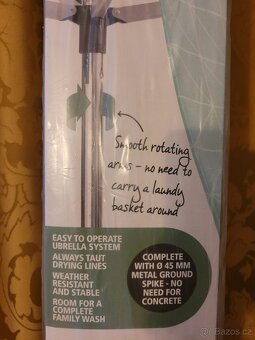 Smooth rotating
arms - no need to
carry a laundy
basket around
EASY TO OPERATE
UBRELLA SYSTEM
ALWAYS TAUT
DRYING LINES
WEATHER
RESISTANT
AND STABLE
ROOM FOR A
COMPLETE
FAMILY WASH
COMPLETE
WITH Ø 45 MM
METAL GROUND
SPIKE - NO
NEED FOR
CONCRETE
Bazos.cz